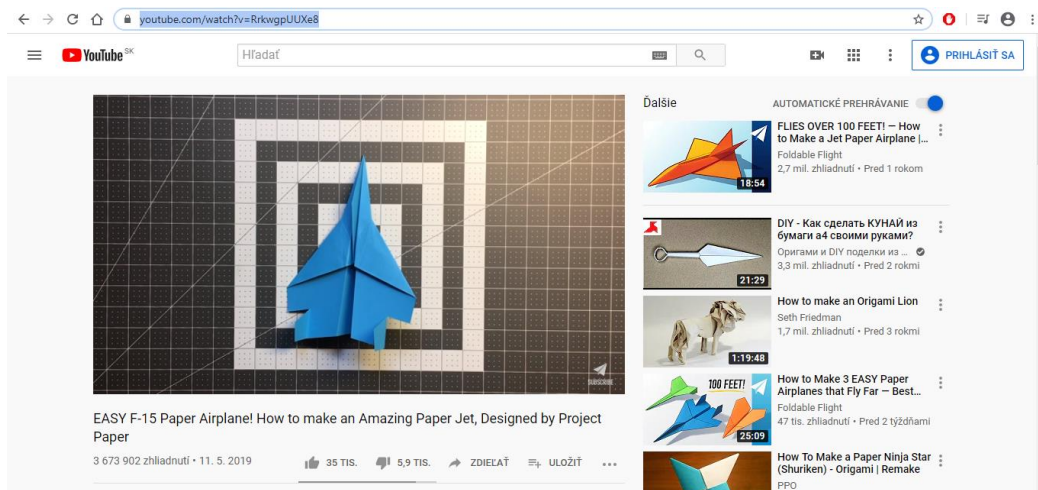 youtube.com/watch?v=RrkwgpUUXe8
YouTube SK
Hľadať
PRIHLÁSIŤ SA
SUBSCRIBE
EASY F-15 Paper Airplane! How to make an Amazing Paper Jet, Designed by Project
Paper
3 673 902 zhliadnutí • 11. 5. 2019
35 TIS.
5,9 TIS.
ZDIEĽAŤ
ULOŽIŤ
Ďalšie
AUTOMATICKÉ PREHRÁVANIE
18:54
FLIES OVER 100 FEET! — How
to Make a Jet Paper Airplane |...
Foldable Flight
2,7 mil. zhliadnutí • Pred 1 rokom
21:29
DIY - Как сделать КУНАЙ из
бумаги а4 своими руками?
Оригами и DIY поделки из ...
3,3 mil. zhliadnutí • Pred 2 rokmi
1:19:48
How to make an Origami Lion
Seth Friedman
1,7 mil. zhliadnutí • Pred 3 rokmi
100 FEET!
25:09
How to Make 3 EASY Paper
Airplanes that Fly Far — Best...
Foldable Flight
47 tis. zhliadnutí • Pred 2 týždňami
How To Make a Paper Ninja Star
(Shuriken) - Origami | Remake
PPO